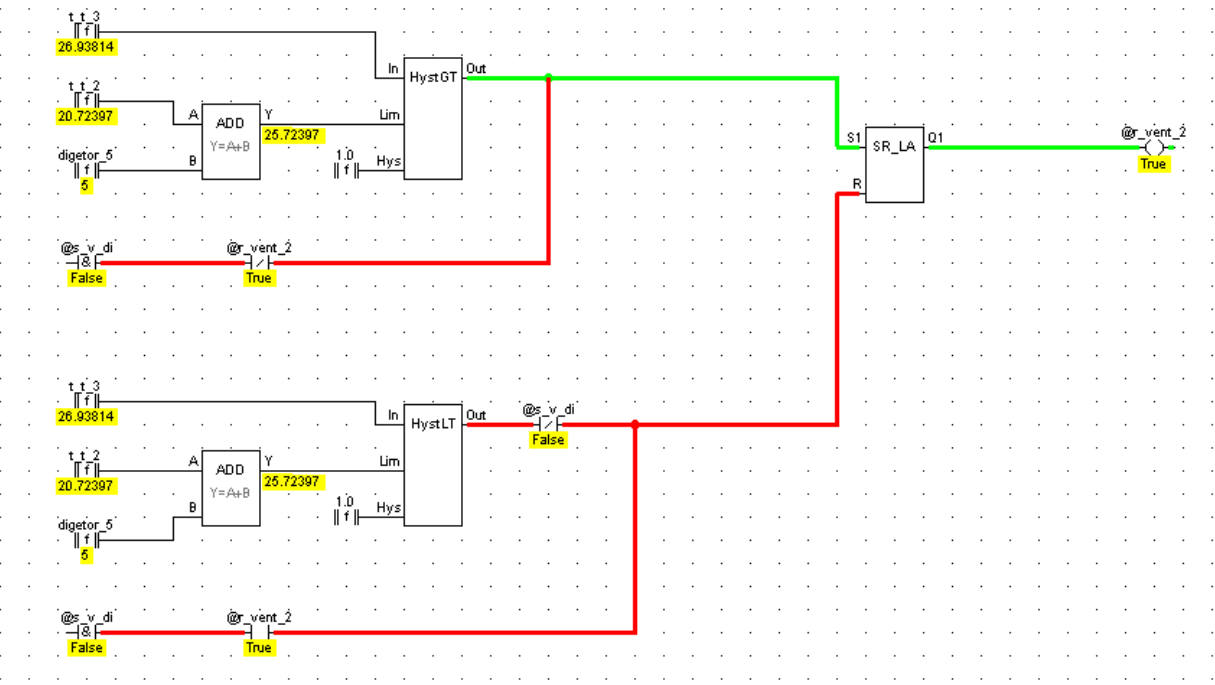 t_t_3
f
26.93814
In
HystGT
Out
t_t_2
f
20.72397
A
ADD
Y
Lim
25.72397
Y=A+B
@r_vent_2
S1
SR_LA
Q1
True
digetor_5
f
5
B
1.0
f
Hys
R
@s_v_di
&
False
@r_vent_2
True
t_t_3
f
26.93814
In
HystLT
Out
@s_v_di
False
t_t_2
f
20.72397
A
ADD
Y
Lim
25.72397
Y=A+B
digetor_5
f
5
B
1.0
f
Hys
@s_v_di
&
False
@r_vent_2
True